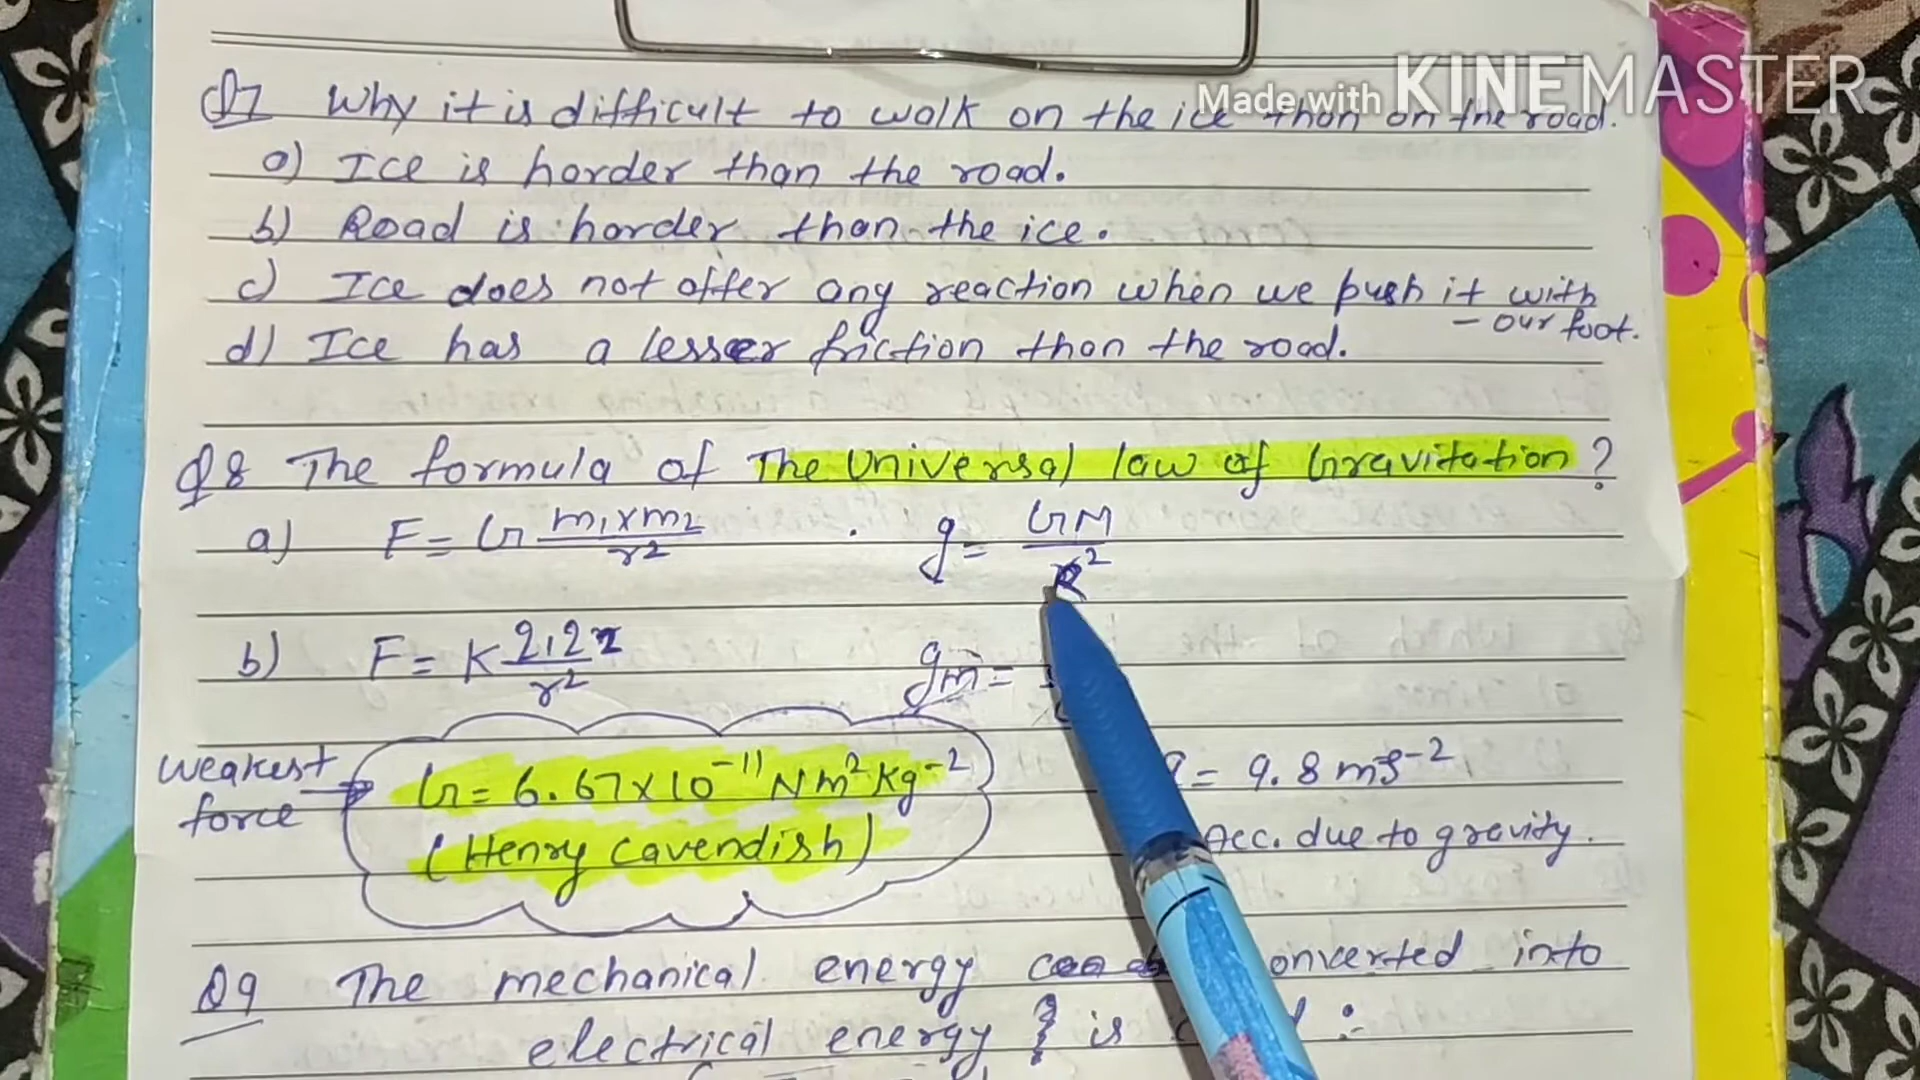 Made with KINEMASTER
Q7 Why it is difficult to walk on the ice than on the road.
a) Ice is harder than the road.
b) Road is harder than the ice.
c) Ice does not offer any reaction when we push it with
- our foot.
d) Ice has a lesser friction than the road.
Q8 The formula of The Universal law of Gravitation ?
a) F = G m1 x m2 / r² . g = GM / R²
b) F = K 2,22 / r² gm =
weakest force → G = 6.67 x 10⁻¹¹ Nm² Kg⁻² = 9.8 ms⁻²
(Henry Cavendish) Acc. due to gravity.
Q9 The mechanical energy onverted into
electrical energy } is :-